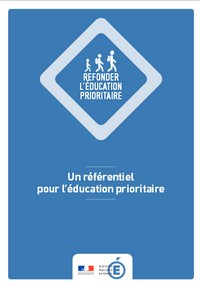 REFONDER
L'ÉDUCATION
PRIORITAIRE
Un référentiel
pour l'éducation prioritaire